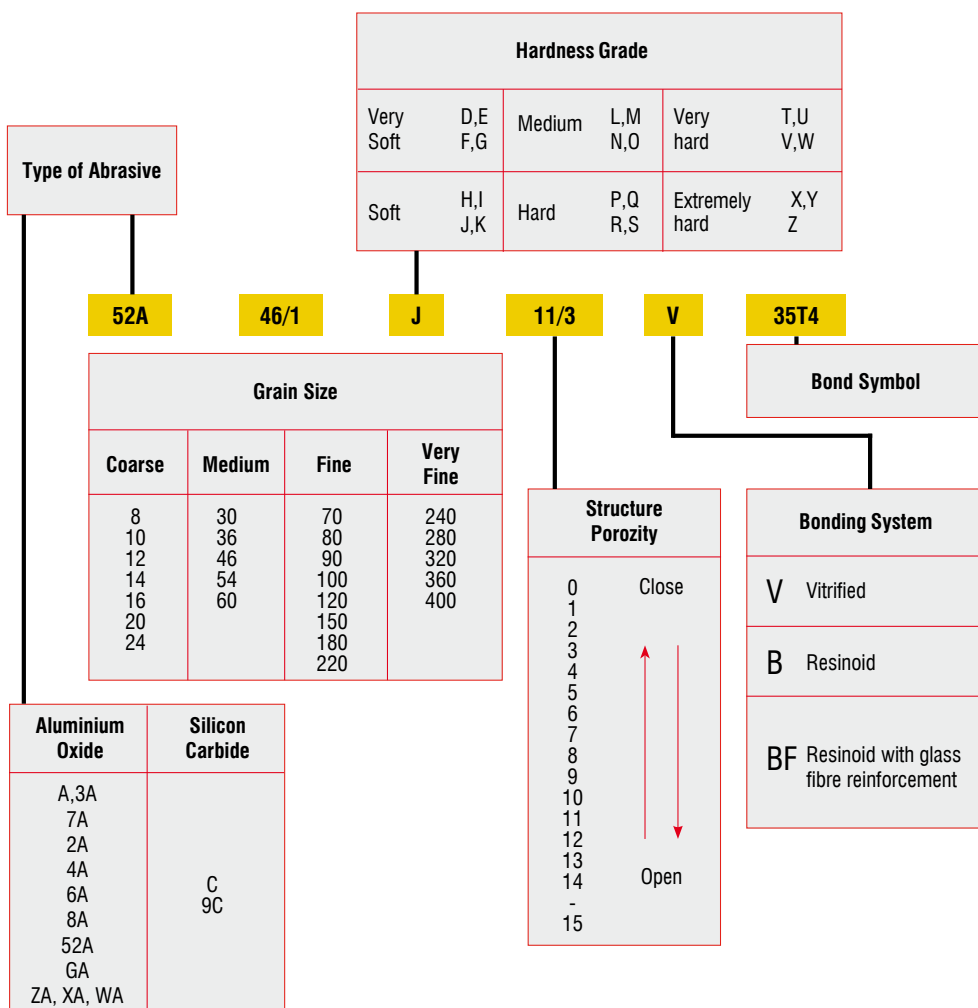 Hardness Grade
Very Soft D,E F,G
Medium L,M N,O
Very hard T,U V,W
Soft H,I J,K
Hard P,Q R,S
Extremely hard X,Y Z
Type of Abrasive
52A 46/1 J 11/3 V 35T4
Bond Symbol
Grain Size
Coarse Medium Fine Very Fine
8 30 70 240
10 36 80 280
12 46 90 320
14 54 100 360
16 60 120 400
20 150
24 180
220
Structure
Porozity
0 Close
1
2
3
4
5
6
7
8
9
10
11
12
13
14 Open
-
15
Bonding System
V Vitrified
B Resinoid
BF Resinoid with glass
fibre reinforcement
Aluminium
Oxide
Silicon
Carbide
A,3A
7A
2A
4A
6A
8A
52A
GA
ZA, XA, WA
C
9C